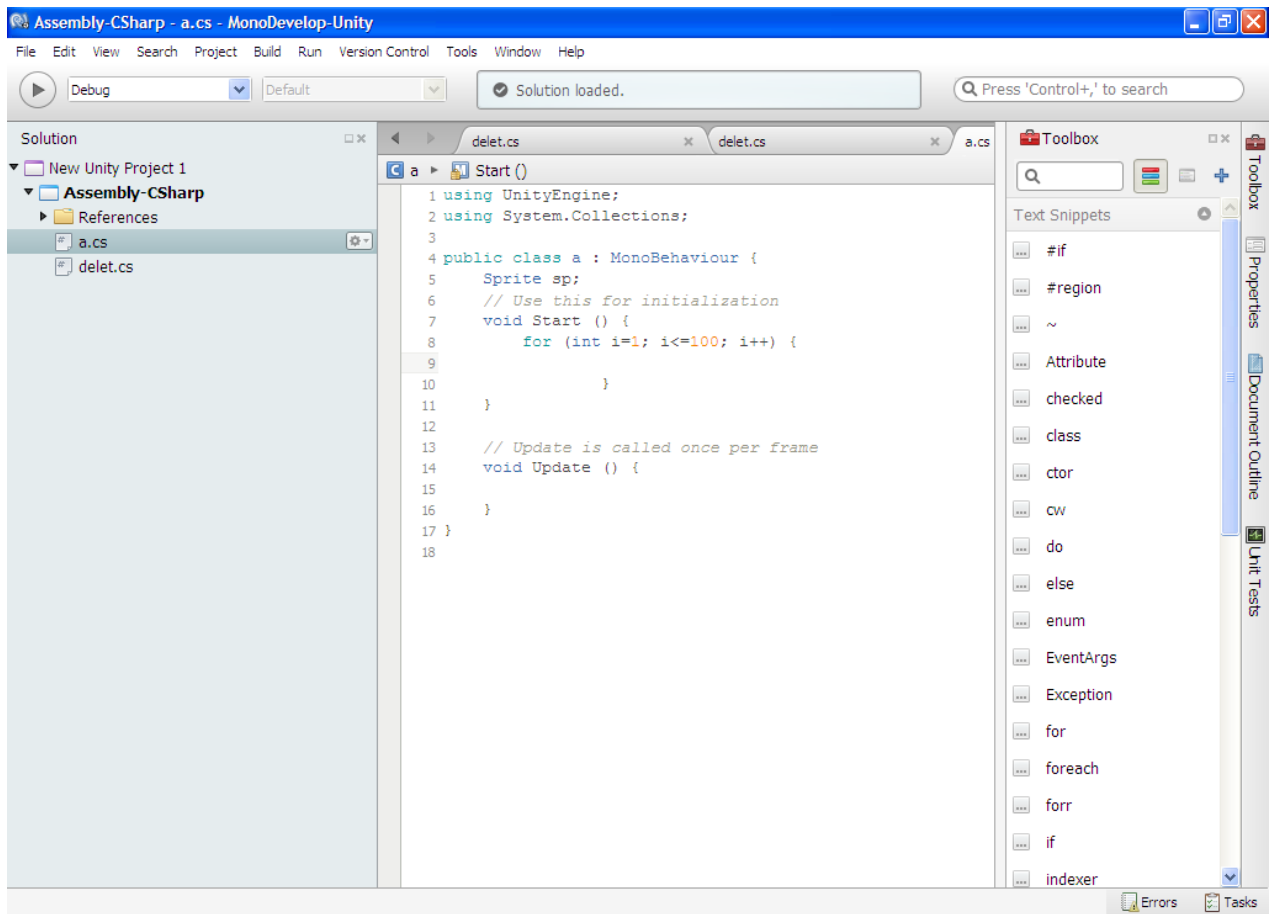 Assembly-CSharp - a.cs - MonoDevelop-Unity
File Edit View Search Project Build Run Version Control Tools Window Help
Debug Default Solution loaded. Press 'Control+,' to search
Solution
New Unity Project 1
Assembly-CSharp
References
a.cs
delet.cs
delet.cs delet.cs a.cs
a Start ()
1 using UnityEngine;
2 using System.Collections;
3
4 public class a : MonoBehaviour {
5 Sprite sp;
6 // Use this for initialization
7 void Start () {
8 for (int i=1; i<=100; i++) {
9
10 }
11 }
12
13 // Update is called once per frame
14 void Update () {
15
16 }
17 }
18
Toolbox
Text Snippets
#if
#region
~
Attribute
checked
class
ctor
cw
do
else
enum
EventArgs
Exception
for
foreach
forr
if
indexer
Toolbox
Properties
Document Outline
Unit Tests
Errors Tasks